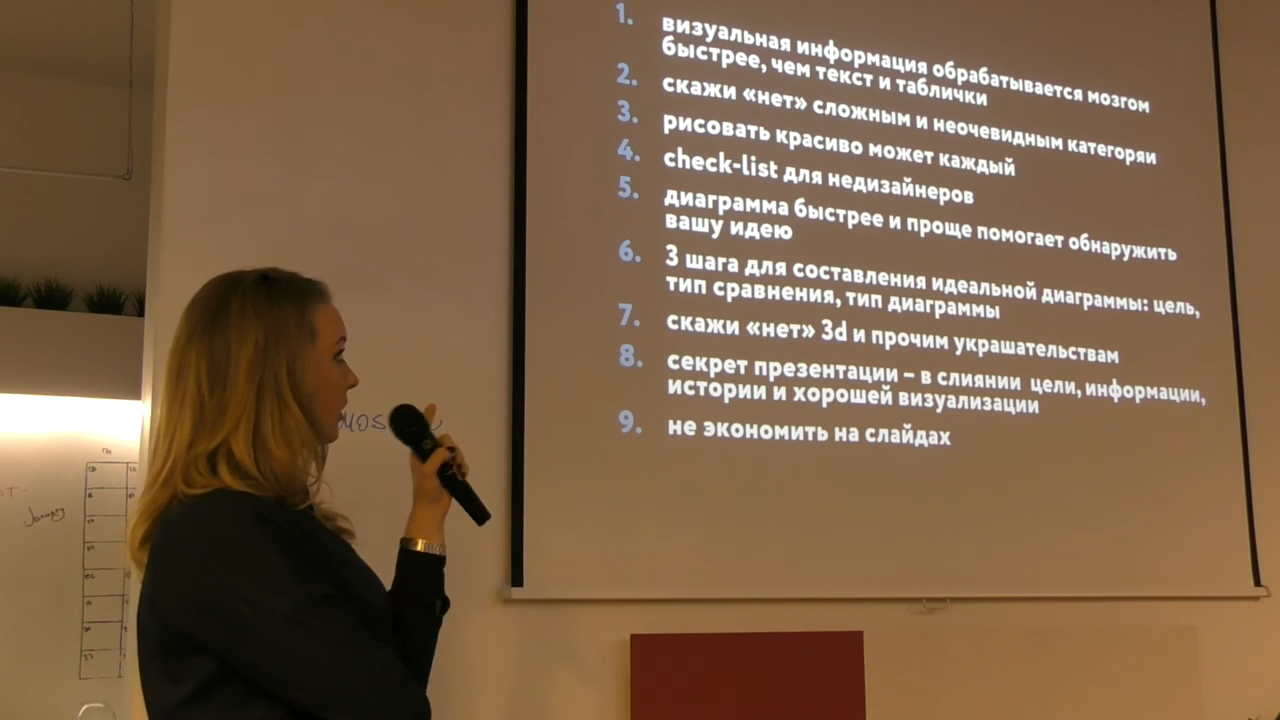 1. визуальная информация обрабатывается мозгом
быстрее, чем текст и таблички
2. скажи «нет» сложным и неочевидным категоряи
3. рисовать красиво может каждый
4. check-list для недизайнеров
5. диаграмма быстрее и проще помогает обнаружить
вашу идею
6. 3 шага для составления идеальной диаграммы: цель,
тип сравнения, тип диаграммы
7. скажи «нет» 3d и прочим украшательствам
8. секрет презентации – в слиянии цели, информации,
истории и хорошей визуализации
9. не экономить на слайдах
January